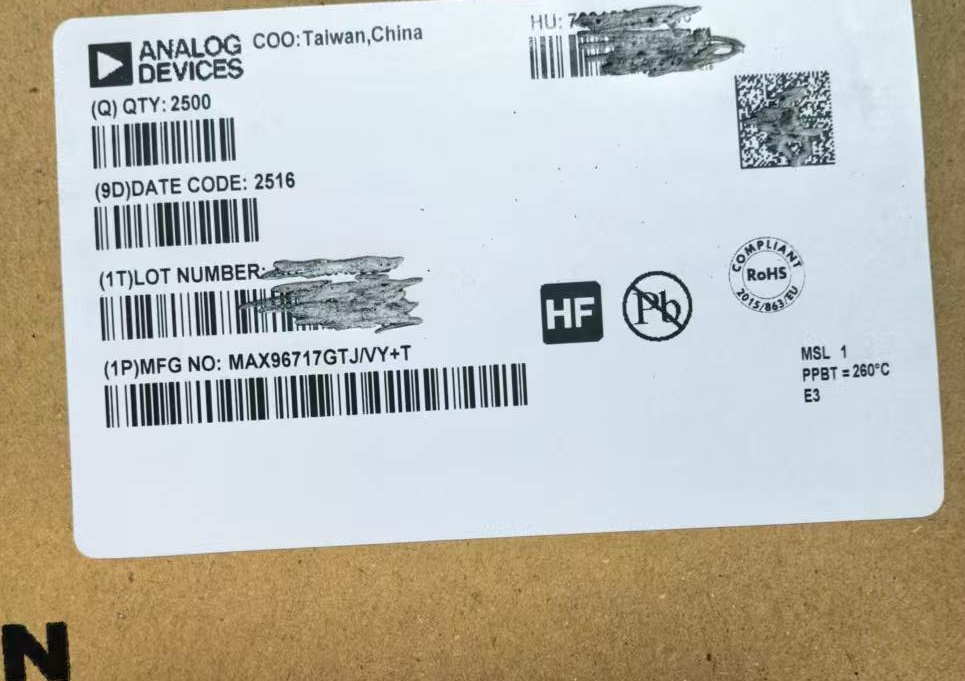 ANALOG
DEVICES
COO:Taiwan,China
HU:
(Q) QTY: 2500
(9D)DATE CODE: 2516
(1T)LOT NUMBER:
(1P)MFG NO: MAX96717GTJ/VY+T
HF
Pb
COMPLIANT
RoHS
2015/863/EU
MSL 1
PPBT = 260°C
E3
N